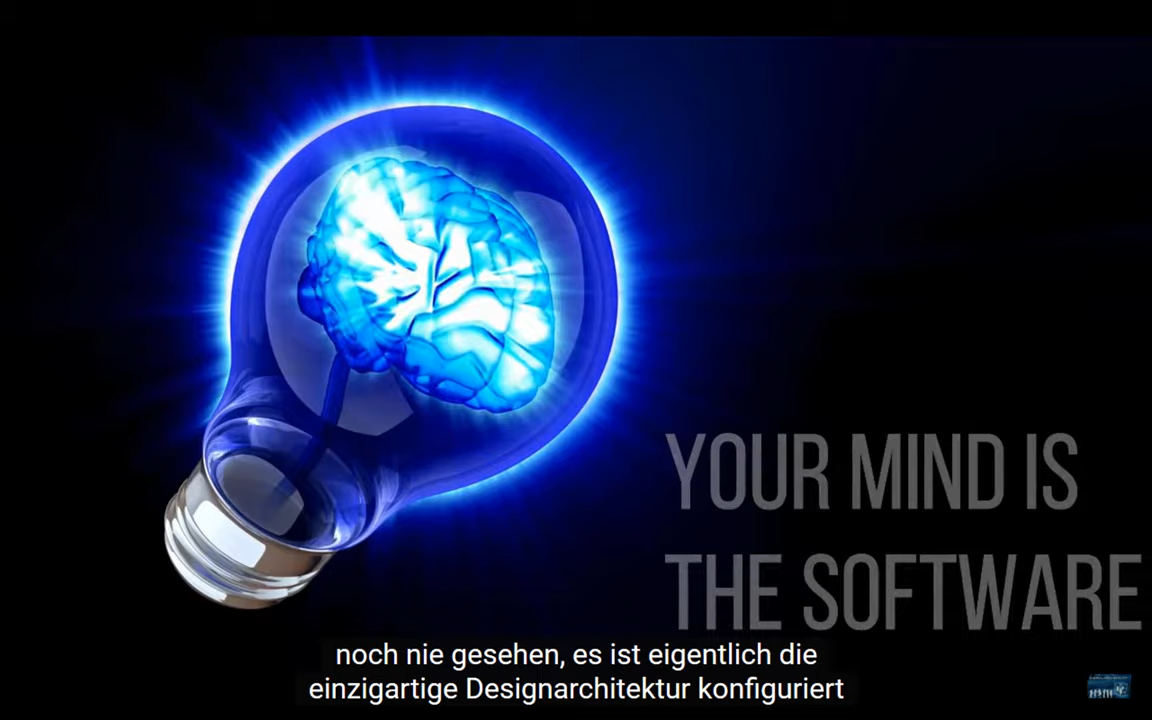 YOUR MIND IS
THE SOFTWARE
noch nie gesehen, es ist eigentlich die
einzigartige Designarchitektur konfiguriert